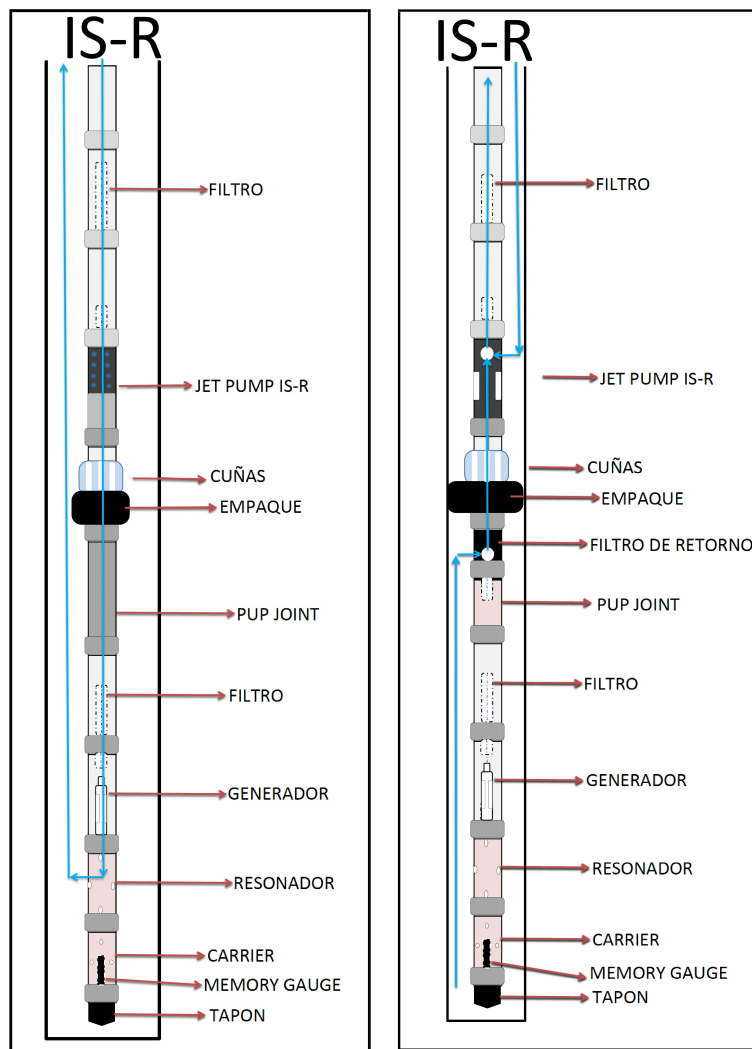 IS-R
FILTRO
JET PUMP IS-R
CUÑAS
EMPAQUE
PUP JOINT
FILTRO
GENERADOR
RESONADOR
CARRIER
MEMORY GAUGE
TAPON
IS-R
FILTRO
JET PUMP IS-R
CUÑAS
EMPAQUE
FILTRO DE RETORNO
PUP JOINT
FILTRO
GENERADOR
RESONADOR
CARRIER
MEMORY GAUGE
TAPON